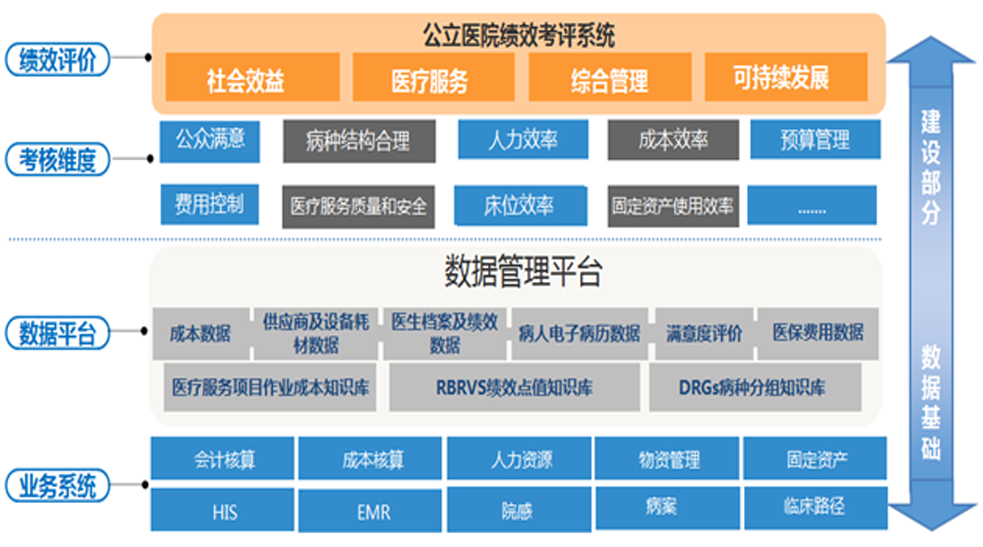 公立医院绩效考评系统
绩效评价
社会效益
医疗服务
综合管理
可持续发展
考核维度
公众满意
病种结构合理
人力效率
成本效率
预算管理
费用控制
医疗服务质量和安全
床位效率
固定资产使用效率
.......
建设部分
数据管理平台
数据平台
成本数据
供应商及设备耗
材数据
医生档案及绩效
数据
病人电子病历数据
满意度评价
医保费用数据
医疗服务项目作业成本知识库
RBRVS绩效点值知识库
DRGs病种分组知识库
数据基础
业务系统
会计核算
成本核算
人力资源
物资管理
固定资产
HIS
EMR
院感
病案
临床路径